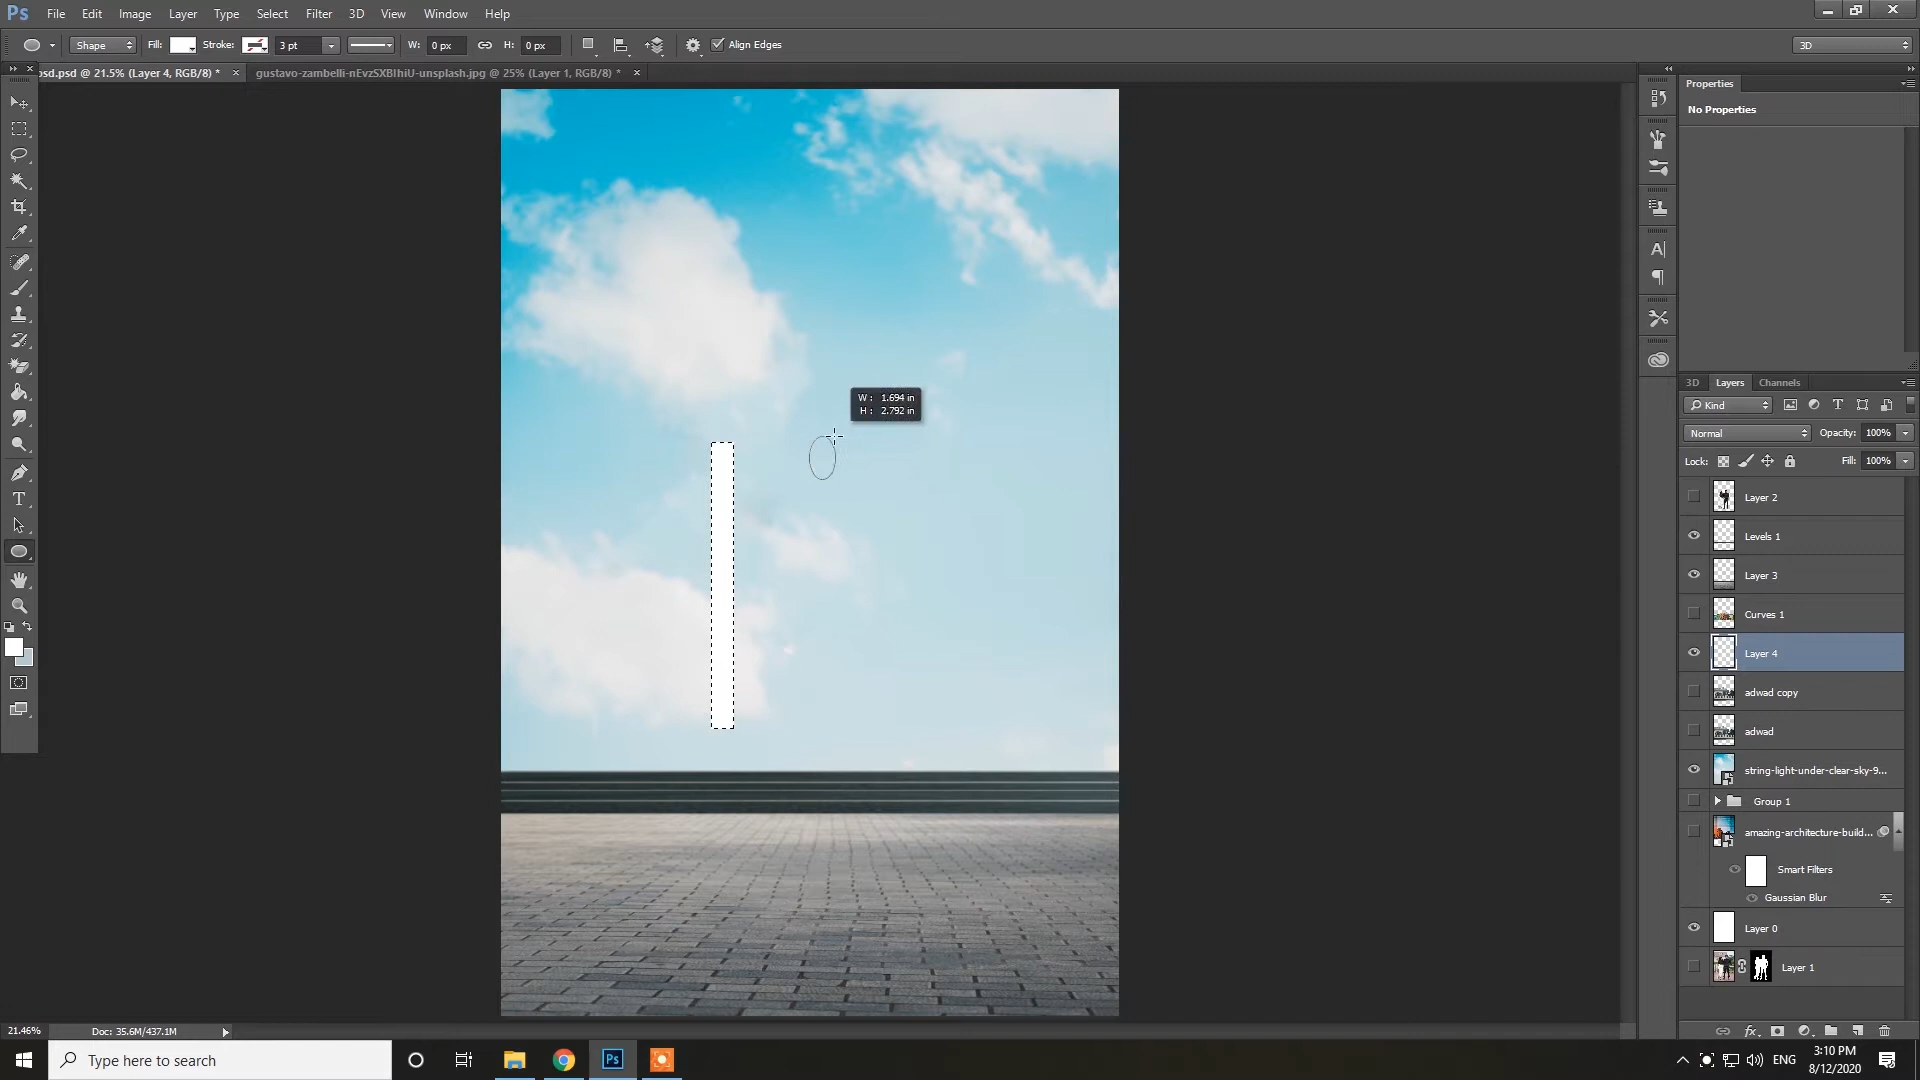 Ps File Edit Image Layer Type Select Filter 3D View Window Help
Shape Fill: Stroke: 3 pt W: 0 px H: 0 px Align Edges 3D
osd.psd @ 21.5% (Layer 4, RGB/8) * × gustavo-zambelli-nEvzSXBIhiU-unsplash.jpg @ 25% (Layer 1, RGB/8) * ×
Properties
No Properties
W : 1.694 in
H : 2.792 in
3D Layers Channels
Kind
Normal Opacity: 100%
Lock: Fill: 100%
Layer 2
Levels 1
Layer 3
Curves 1
Layer 4
adwad copy
adwad
string-light-under-clear-sky-9...
Group 1
amazing-architecture-build...
Smart Filters
Gaussian Blur
Layer 0
Layer 1
21.46% Doc: 35.6M/437.1M
Type here to search
Ps
ENG
3:10 PM
8/12/2020